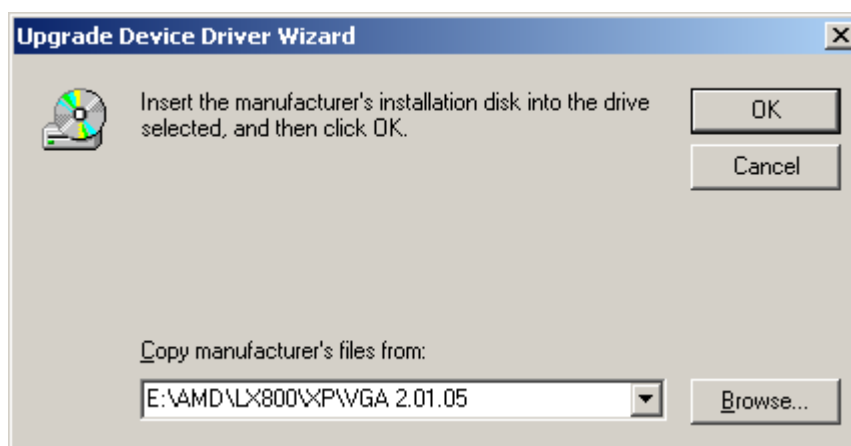 Upgrade Device Driver Wizard
Insert the manufacturer's installation disk into the drive
selected, and then click OK.
OK
Cancel
Copy manufacturer's files from:
E:\AMD\LX800\XP\VGA 2.01.05
Browse...